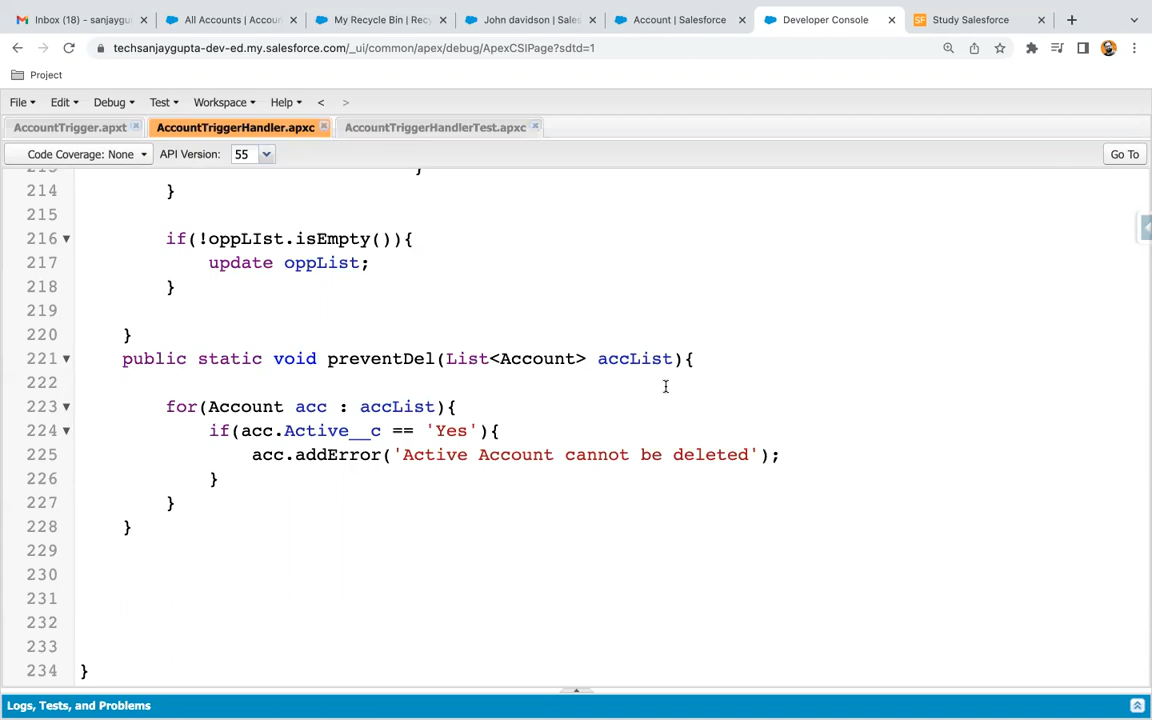 Inbox (18) - sanjaygu
All Accounts | Accou
My Recycle Bin | Rec
John davidson | Sales
Account | Salesforce
Developer Console
Study Salesforce
techsanjaygupta-dev-ed.my.salesforce.com/_ui/common/apex/debug/ApexCSIPage?sdtd=1
Project
File Edit Debug Test Workspace Help < >
AccountTrigger.apxt AccountTriggerHandler.apxc AccountTriggerHandlerTest.apxc
Code Coverage: None API Version: 55 Go To
}
214 }
215
216 if(!oppLIst.isEmpty()){
217 update oppList;
218 }
219
220 }
221 public static void preventDel(List<Account> accList){
222
223 for(Account acc : accList){
224 if(acc.Active__c == 'Yes'){
225 acc.addError('Active Account cannot be deleted');
226 }
227 }
228 }
229
230
231
232
233
234 }
Logs, Tests, and Problems